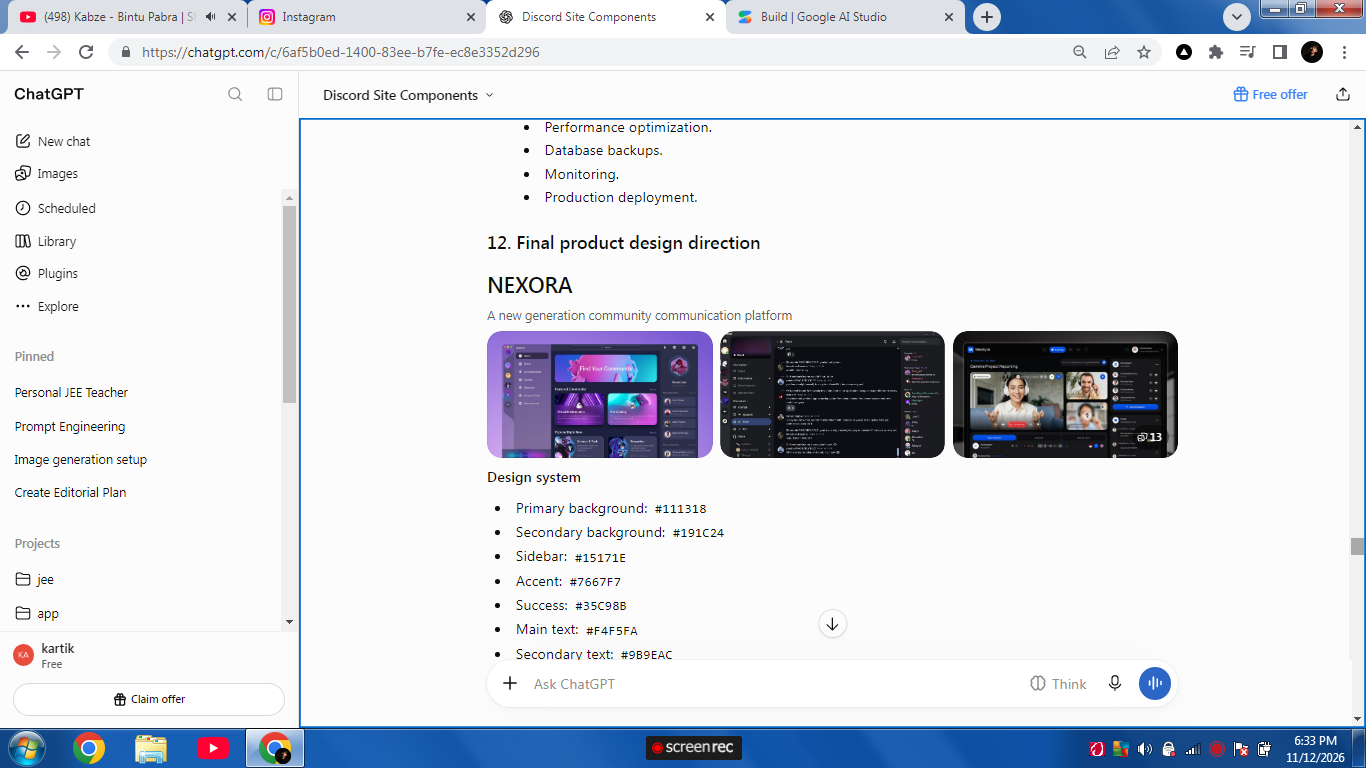 (498) Kabze - Bintu Pabra | S
Instagram
Discord Site Components
Build | Google AI Studio
https://chatgpt.com/c/6af5b0ed-1400-83ee-b7fe-ec8e3352d296
ChatGPT
Discord Site Components
Free offer
New chat
Images
Scheduled
Library
Plugins
Explore
Pinned
Personal JEE Teacher
Prompt Engineering
Image generation setup
Create Editorial Plan
Projects
jee
app
KA
kartik
Free
Claim offer
• Performance optimization.
• Database backups.
• Monitoring.
• Production deployment.
12. Final product design direction
NEXORA
A new generation community communication platform
Find Your Community
13
Design system
• Primary background: #111318
• Secondary background: #191C24
• Sidebar: #15171E
• Accent: #7667F7
• Success: #35C98B
• Main text: #F4F5FA
• Secondary text: #9B9EAC
Ask ChatGPT
Think
screenrec
6:33 PM
11/12/2026